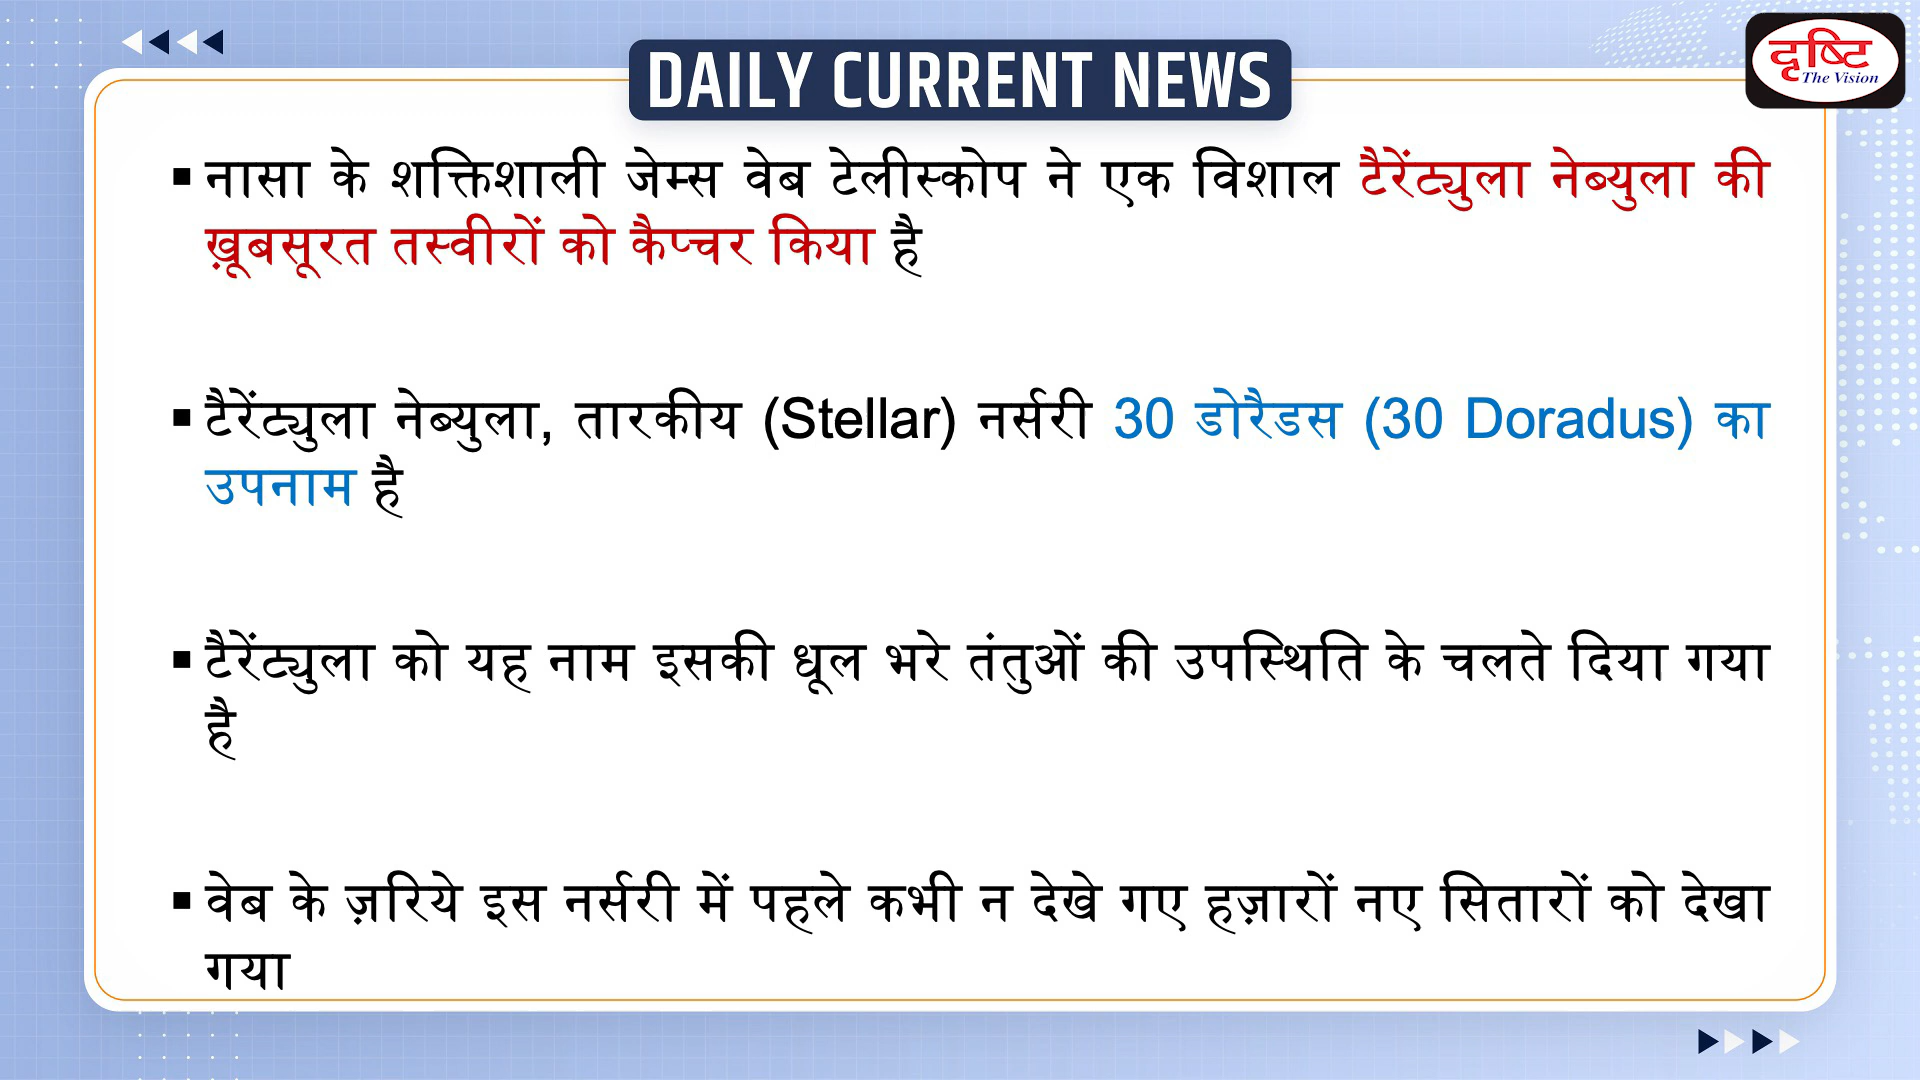 DAILY CURRENT NEWS
दृष्टि
The Vision
▪ नासा के शक्तिशाली जेम्स वेब टेलीस्कोप ने एक विशाल टैरेंट्युला नेब्युला की
ख़ूबसूरत तस्वीरों को कैप्चर किया है
▪ टैरेंट्युला नेब्युला, तारकीय (Stellar) नर्सरी 30 डोरैडस (30 Doradus) का
उपनाम है
▪ टैरेंट्युला को यह नाम इसकी धूल भरे तंतुओं की उपस्थिति के चलते दिया गया
है
▪ वेब के ज़रिये इस नर्सरी में पहले कभी न देखे गए हज़ारों नए सितारों को देखा
गया